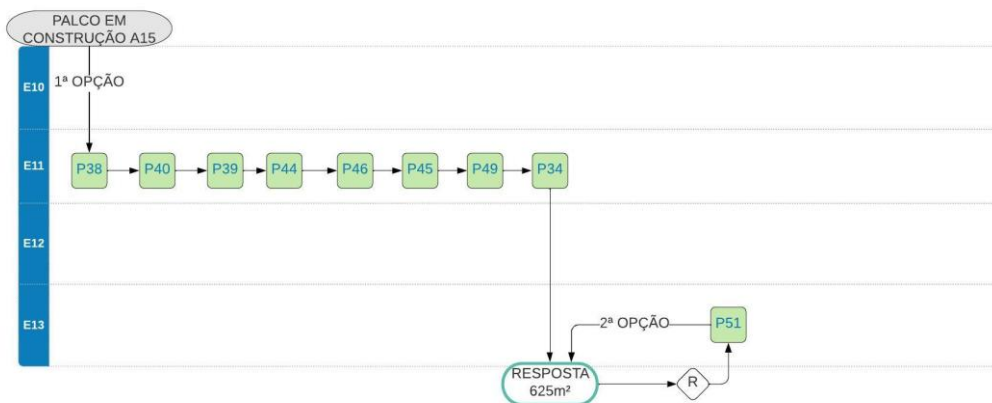 PALCO EM
CONSTRUÇÃO A15
E10
1ª OPÇÃO
E11
P38
P40
P39
P44
P46
P45
P49
P34
E12
E13
2ª OPÇÃO
P51
RESPOSTA
625m²
R